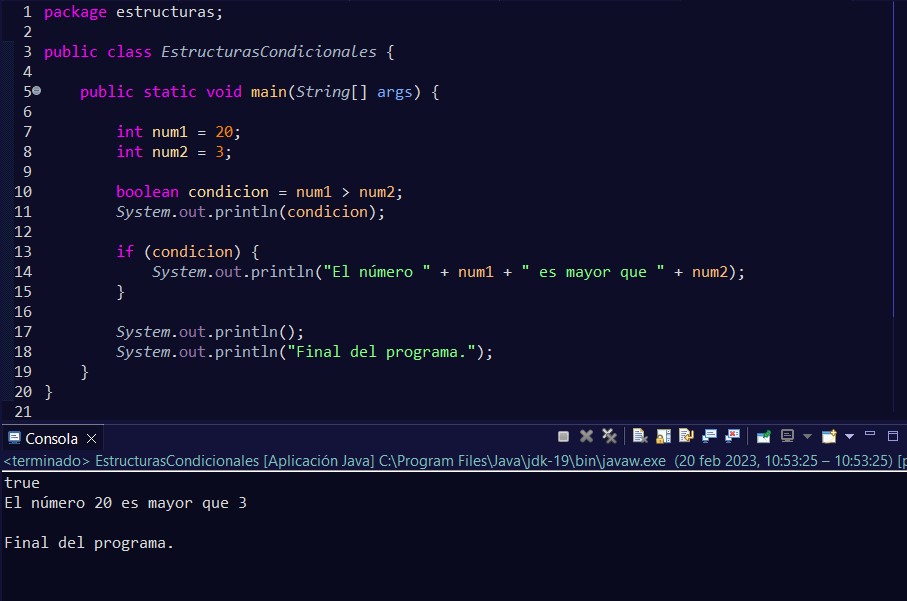 1 package estructuras;
2
3 public class EstructurasCondicionales {
4
5     public static void main(String[] args) {
6
7         int num1 = 20;
8         int num2 = 3;
9
10         boolean condicion = num1 > num2;
11         System.out.println(condicion);
12
13         if (condicion) {
14             System.out.println("El número " + num1 + " es mayor que " + num2);
15         }
16
17         System.out.println();
18         System.out.println("Final del programa.");
19     }
20 }
21
Consola
<terminado> EstructurasCondicionales [Aplicación Java] C:\Program Files\Java\jdk-19\bin\javaw.exe (20 feb 2023, 10:53:25 – 10:53:25) [p
true
El número 20 es mayor que 3
Final del programa.